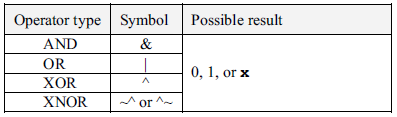 Operator type Symbol Possible result
AND &
OR |
XOR ^
XNOR ~^ or ^~
0, 1, or x